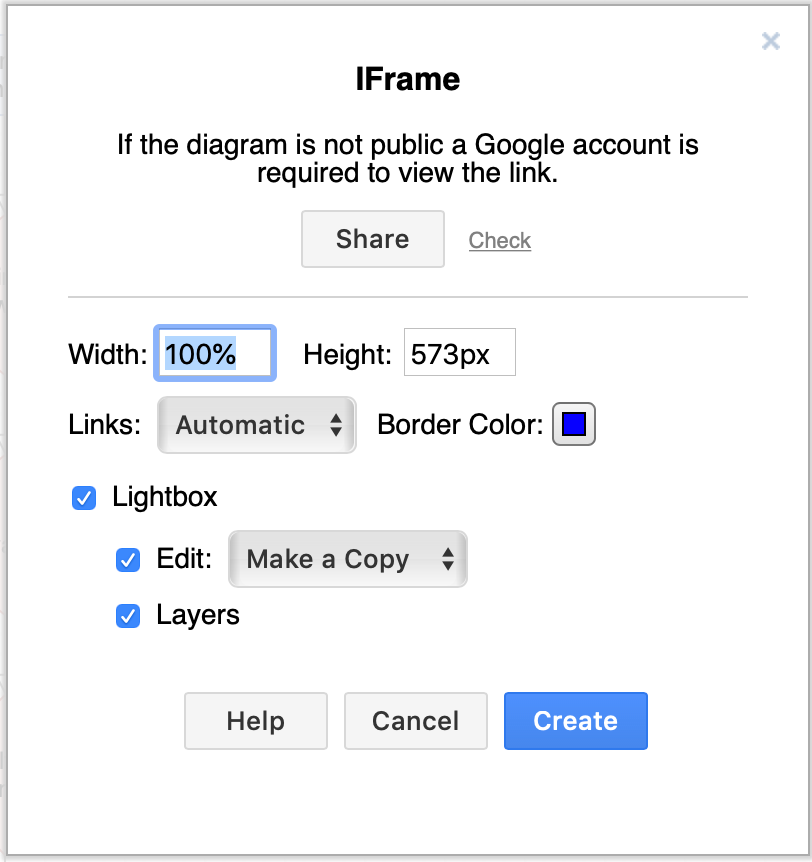 IFrame
If the diagram is not public a Google account is
required to view the link.
Share Check
Width: 100% Height: 573px
Links: Automatic Border Color:
Lightbox
Edit: Make a Copy
Layers
Help Cancel Create